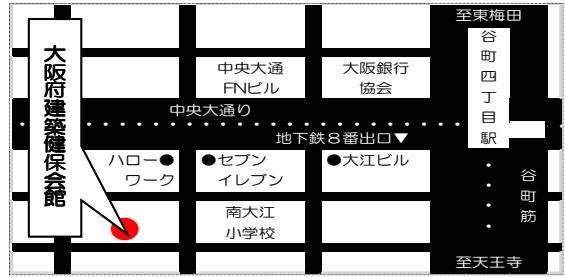 至東梅田
大阪府建築健保会館
中央大通
FNビル
大阪銀行
協会
谷町四丁目駅
中央大通り
地下鉄8番出口▼
ハロー●
ワーク
●セブン
イレブン
●大江ビル
谷町筋
南大江
小学校
至天王寺